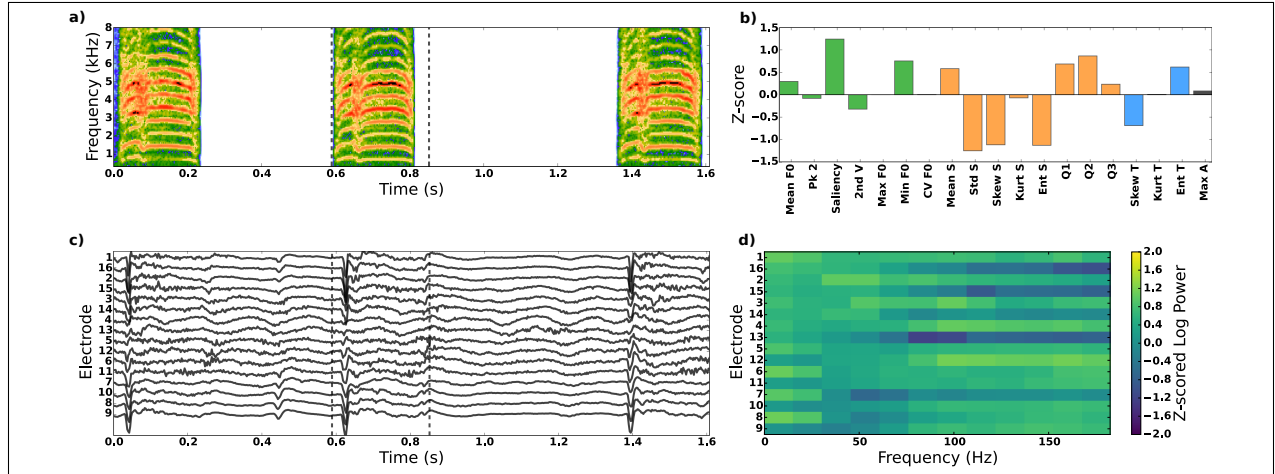 a)
8
7
6
5
4
3
2
1
Frequency (kHz)
0.0 0.2 0.4 0.6 0.8 1.0 1.2 1.4 1.6
Time (s)
b)
1.5
1.0
0.5
0.0
−0.5
−1.0
−1.5
Z-score
Mean F0
Pk 2
Saliency
2nd V
Max F0
Min F0
CV F0
Mean S
Std S
Skew S
Kurt S
Ent S
Q1
Q2
Q3
Skew T
Kurt T
Ent T
Max A
c)
1
16
2
15
3
14
4
13
5
12
6
11
7
10
8
9
Electrode
0.0 0.2 0.4 0.6 0.8 1.0 1.2 1.4 1.6
Time (s)
d)
1
16
2
15
3
14
4
13
5
12
6
11
7
10
8
9
Electrode
0 50 100 150
Frequency (Hz)
2.0
1.6
1.2
0.8
0.4
0.0
−0.4
−0.8
−1.2
−1.6
−2.0
Z-scored Log Power